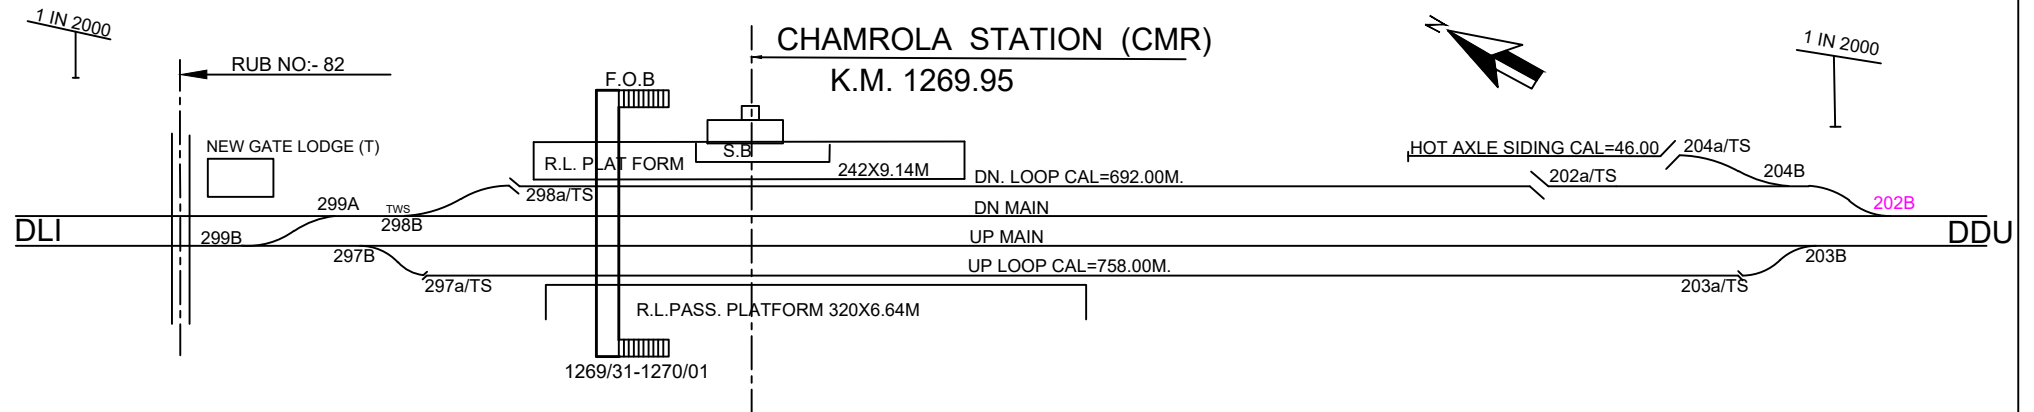 1 IN 2000
CHAMROLA STATION (CMR)
N
1 IN 2000
RUB NO:- 82
F.O.B
K.M. 1269.95
NEW GATE LODGE (T)
S.B
HOT AXLE SIDING CAL=46.00
204a/TS
R.L. PLAT FORM
242X9.14M
DN. LOOP CAL=692.00M.
202a/TS
204B
298a/TS
299A
TWS
298B
DN MAIN
202B
DLI
299B
UP MAIN
DDU
297B
203B
UP LOOP CAL=758.00M.
297a/TS
203a/TS
R.L.PASS. PLATFORM 320X6.64M
1269/31-1270/01